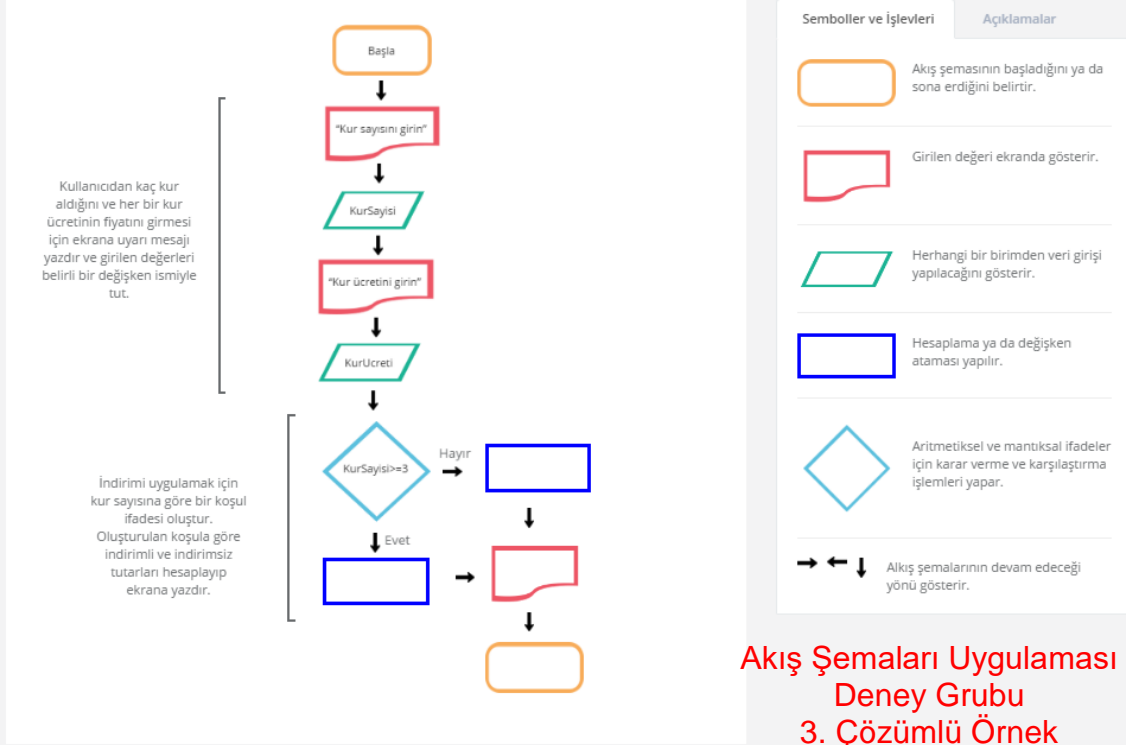 Başla
"Kur sayısını girin"
Kullanıcıdan kaç kur
aldığını ve her bir kur
ücretinin fiyatını girmesi
için ekrana uyarı mesajı
yazdır ve girilen değerleri
belirli bir değişken ismiyle
tut.
KurSayisi
"Kur ücretini girin"
KurUcreti
İndirimi uygulamak için
kur sayısına göre bir koşul
ifadesi oluştur.
Oluşturulan koşula göre
indirimli ve indirimsiz
tutarları hesaplayıp
ekrana yazdır.
KurSayisi>=3
Hayır
Evet
Semboller ve İşlevleri
Açıklamalar
Akış şemasının başladığını ya da
sona erdiğini belirtir.
Girilen değeri ekranda gösterir.
Herhangi bir birimden veri girişi
yapılacağını gösterir.
Hesaplama ya da değişken
ataması yapılır.
Aritmetiksel ve mantıksal ifadeler
için karar verme ve karşılaştırma
işlemleri yapar.
Alkış şemalarının devam edeceği
yönü gösterir.
Akış Şemaları Uygulaması
Deney Grubu
3. Çözümlü Örnek